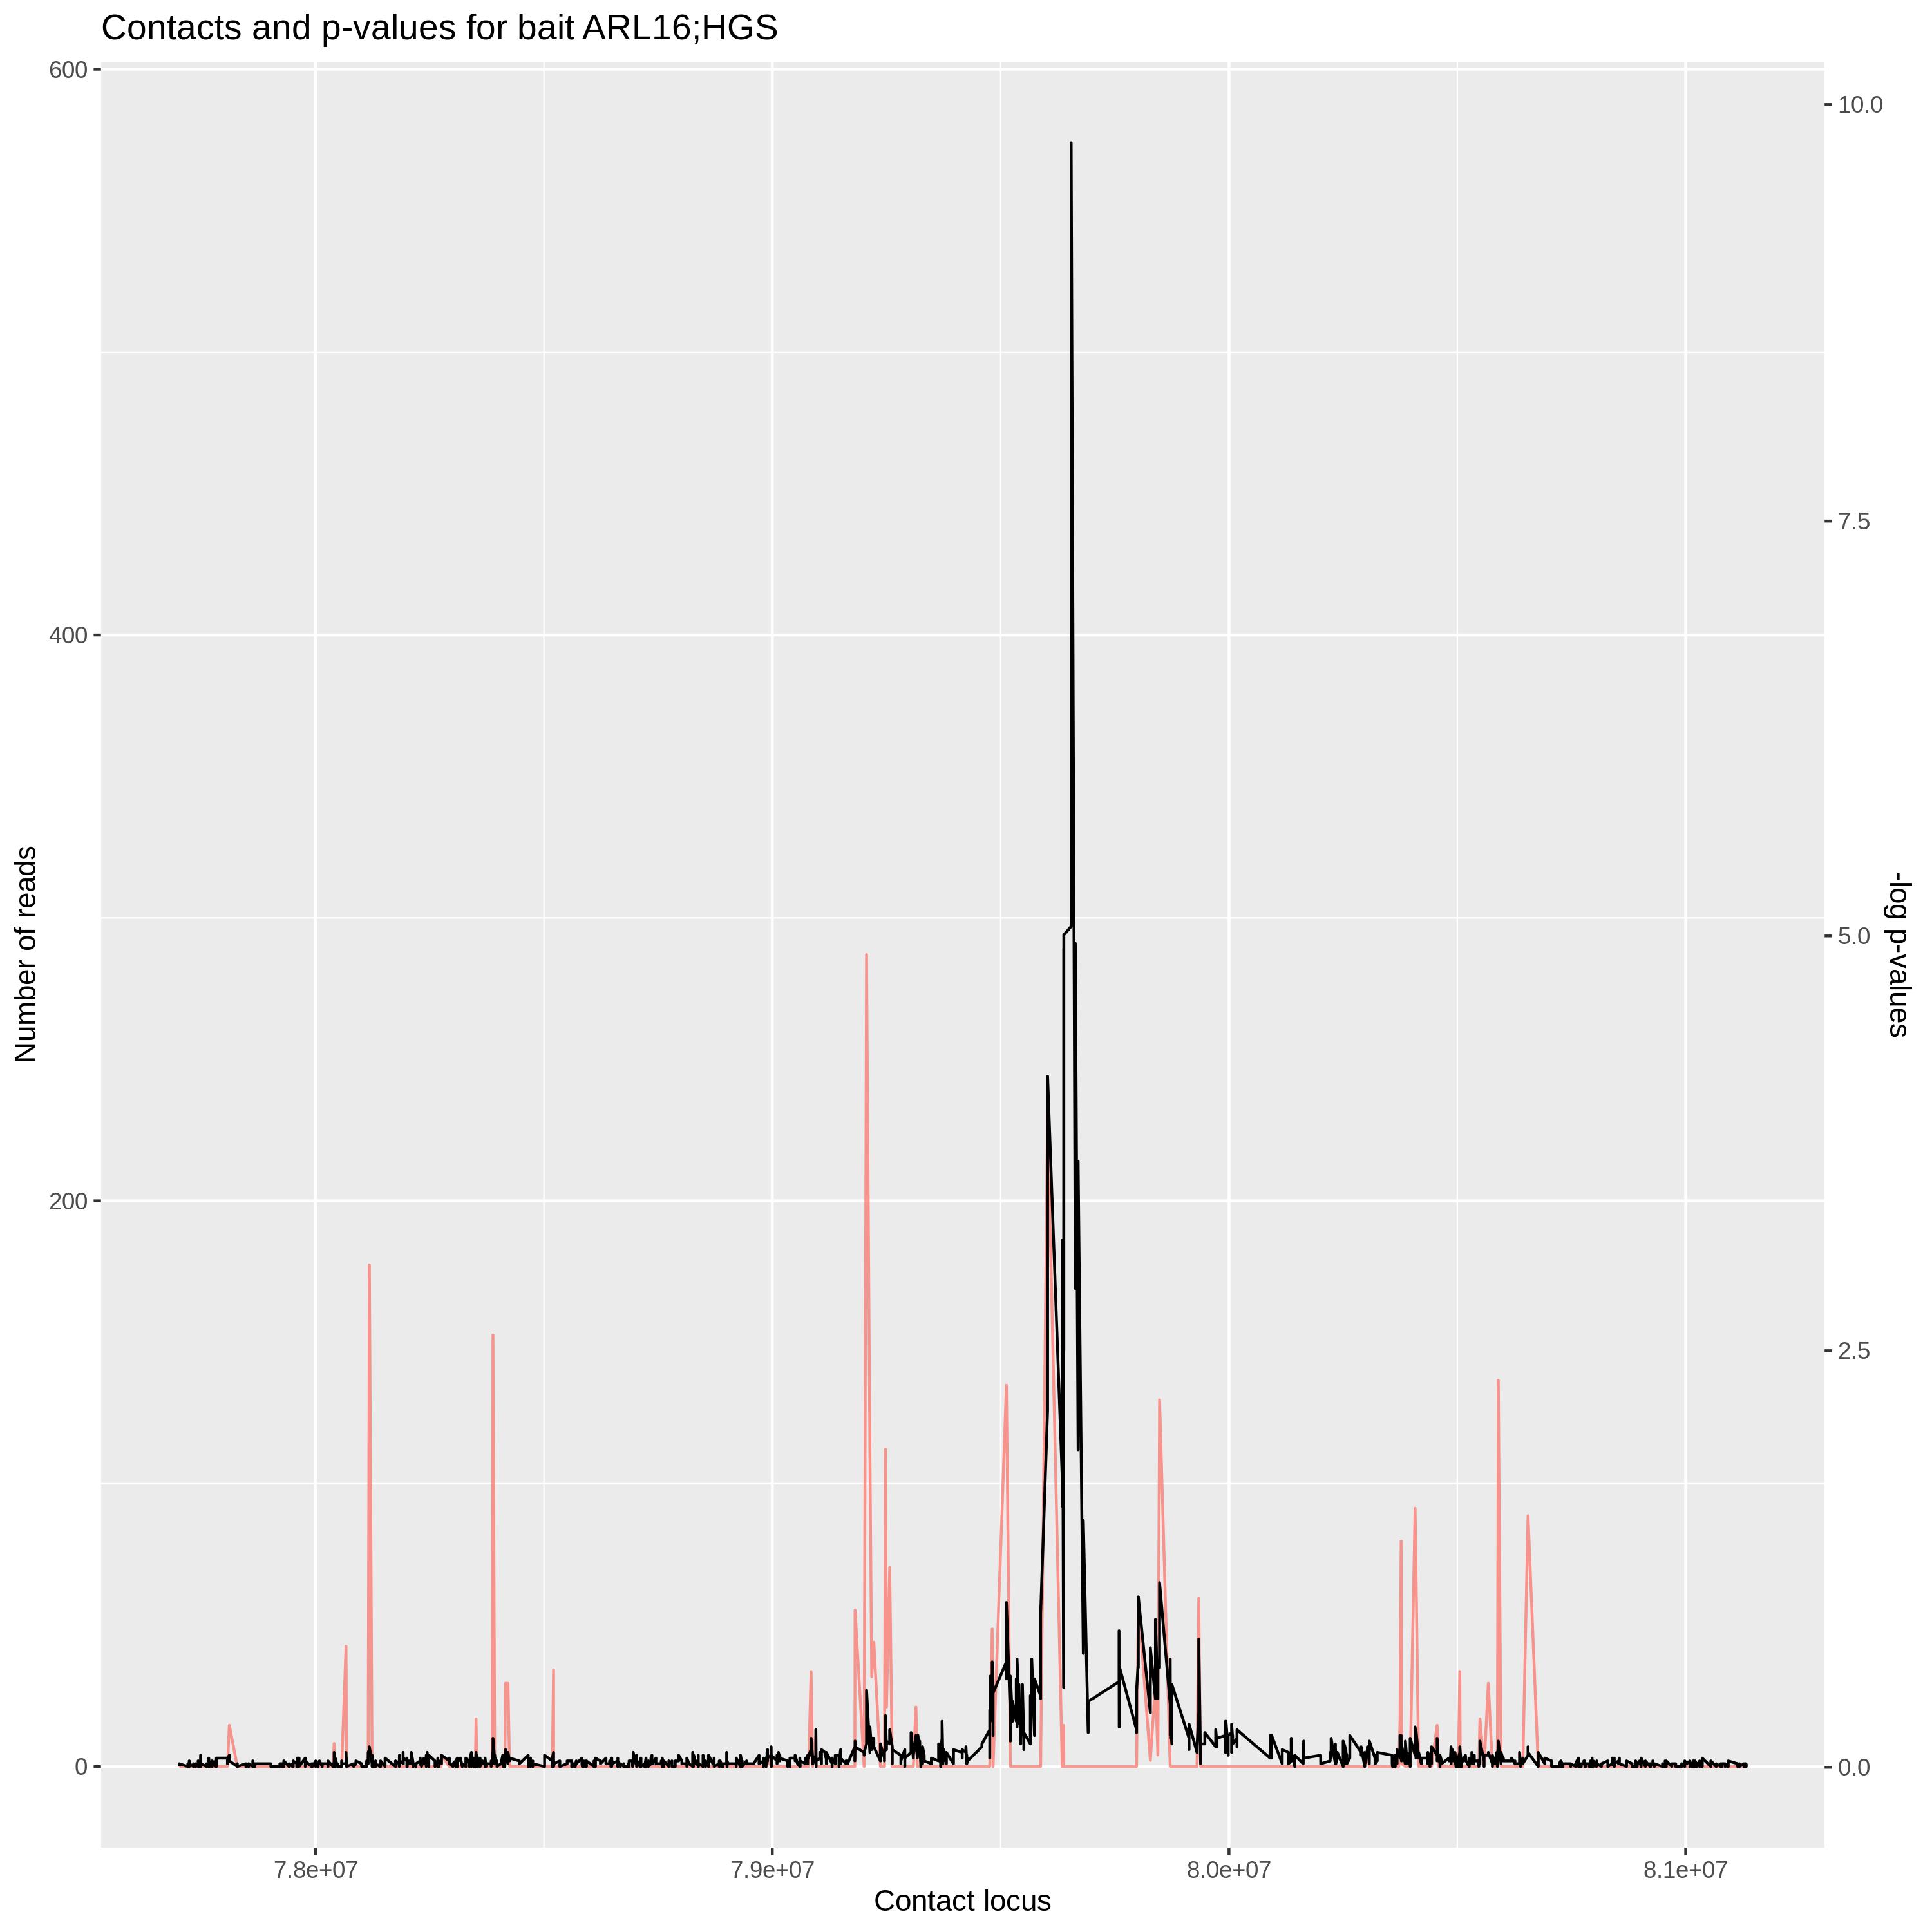 Contacts and p-values for bait ARL16;HGS
600
400
200
0
Number of reads
10.0
7.5
5.0
2.5
0.0
-log p-values
7.8e+07
7.9e+07
8.0e+07
8.1e+07
Contact locus